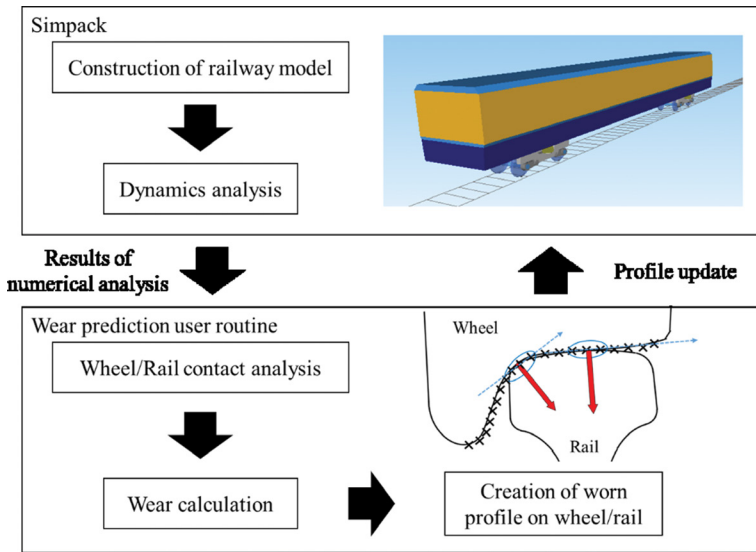 Simpack
Construction of railway model
Dynamics analysis
Results of
numerical analysis
Profile update
Wear prediction user routine
Wheel/Rail contact analysis
Wear calculation
Wheel
Rail
Creation of worn
profile on wheel/rail